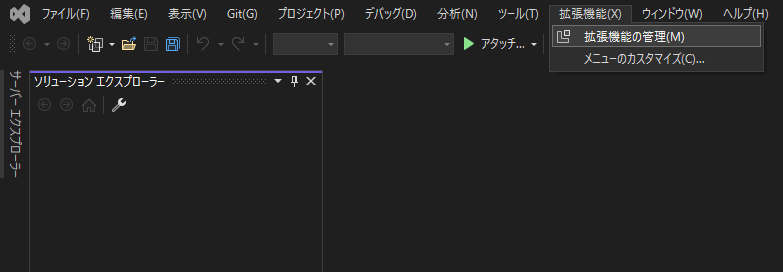 ファイル(F) 編集(E) 表示(V) Git(G) プロジェクト(P) デバッグ(D) 分析(N) ツール(T) 拡張機能(X) ウィンドウ(W) ヘルプ(H)
拡張機能の管理(M)
アタッチ...
メニューのカスタマイズ(C)...
サーバー エクスプローラー
ソリューション エクスプローラー